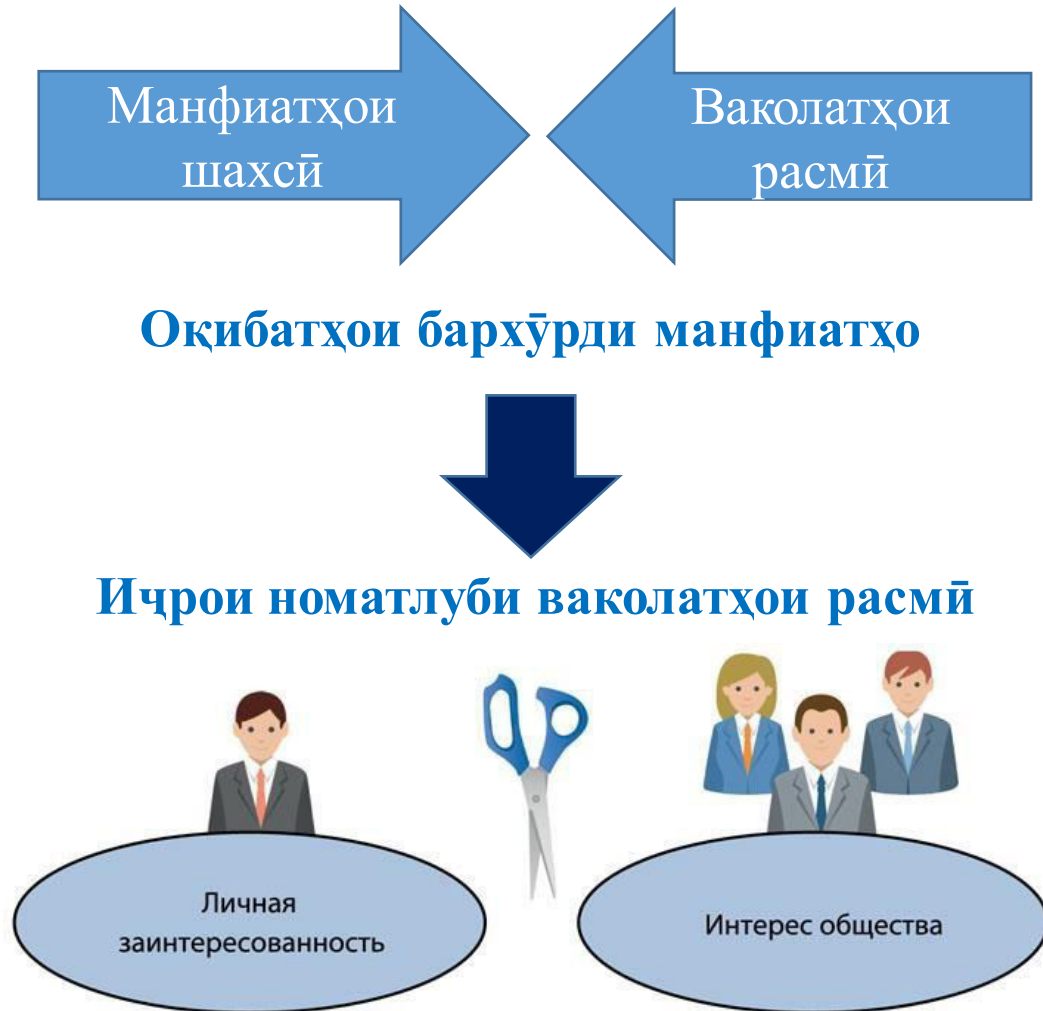 Манфиатҳои
шахсӣ
Ваколатҳои
расмӣ
Оқибатҳои бархӯрди манфиатҳо
Иҷрои номатлуби ваколатҳои расмӣ
Личная
заинтересованность
Интерес общества